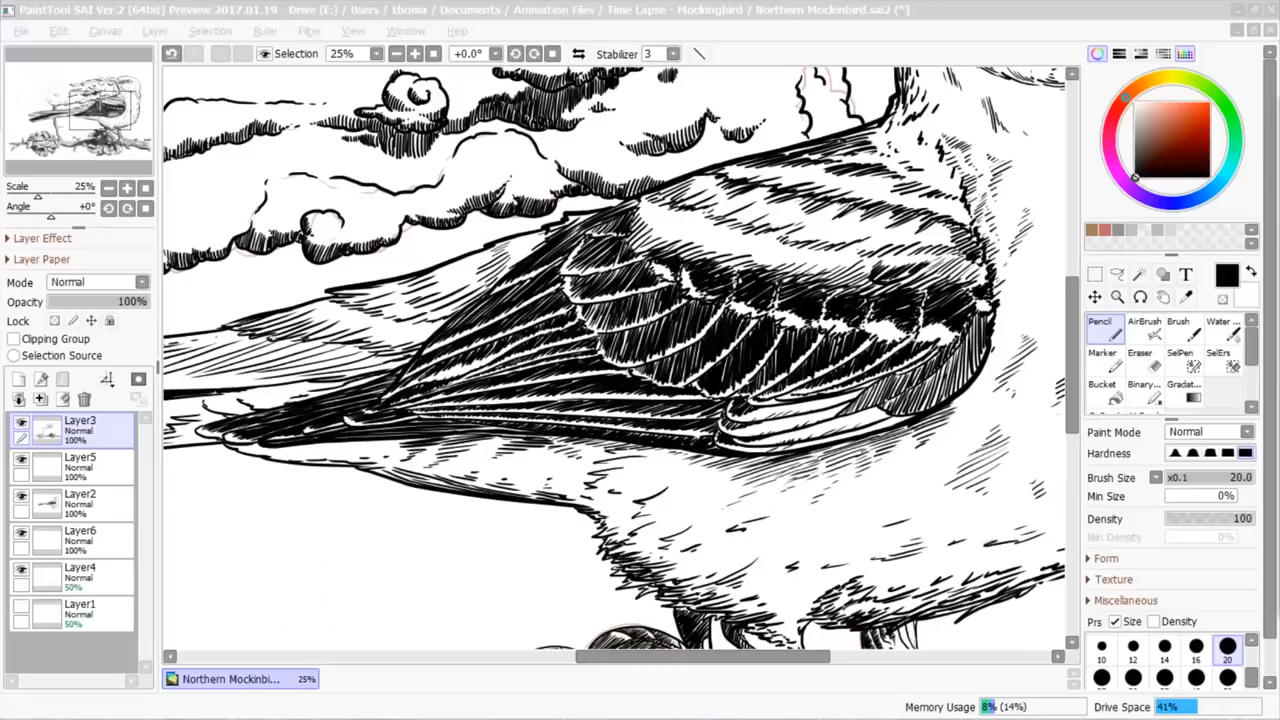 PaintTool SAI Ver.2 (64bit) Preview.2017.01.19 - Drive (E:) / Users / thoma / Documents / Animation Files / Time Lapse - Mockingbird / Northern Mockinbird.sai2 (*)
File Edit Canvas Layer Selection Ruler Filter View Window Help
Selection 25% +0.0° Stabilizer 3
Scale 25%
Angle +0°
Layer Effect
Layer Paper
Mode Normal
Opacity 100%
Lock
Clipping Group
Selection Source
Layer3
Normal
100%
Layer5
Normal
100%
Layer2
Normal
100%
Layer6
Normal
100%
Layer4
Normal
50%
Layer1
Normal
50%
T
Pencil AirBrush Brush Water ...
Marker Eraser SelPen SelErs
Bucket Binary... Gradat...
Paint Mode Normal
Hardness
Brush Size x0.1 20.0
Min Size 0%
Density 100
Min Density 0%
Form
Texture
Miscellaneous
Prs Size Density
10 12 14 16 20
Northern Mockinbi... 25%
Memory Usage 8% (14%) Drive Space 41%